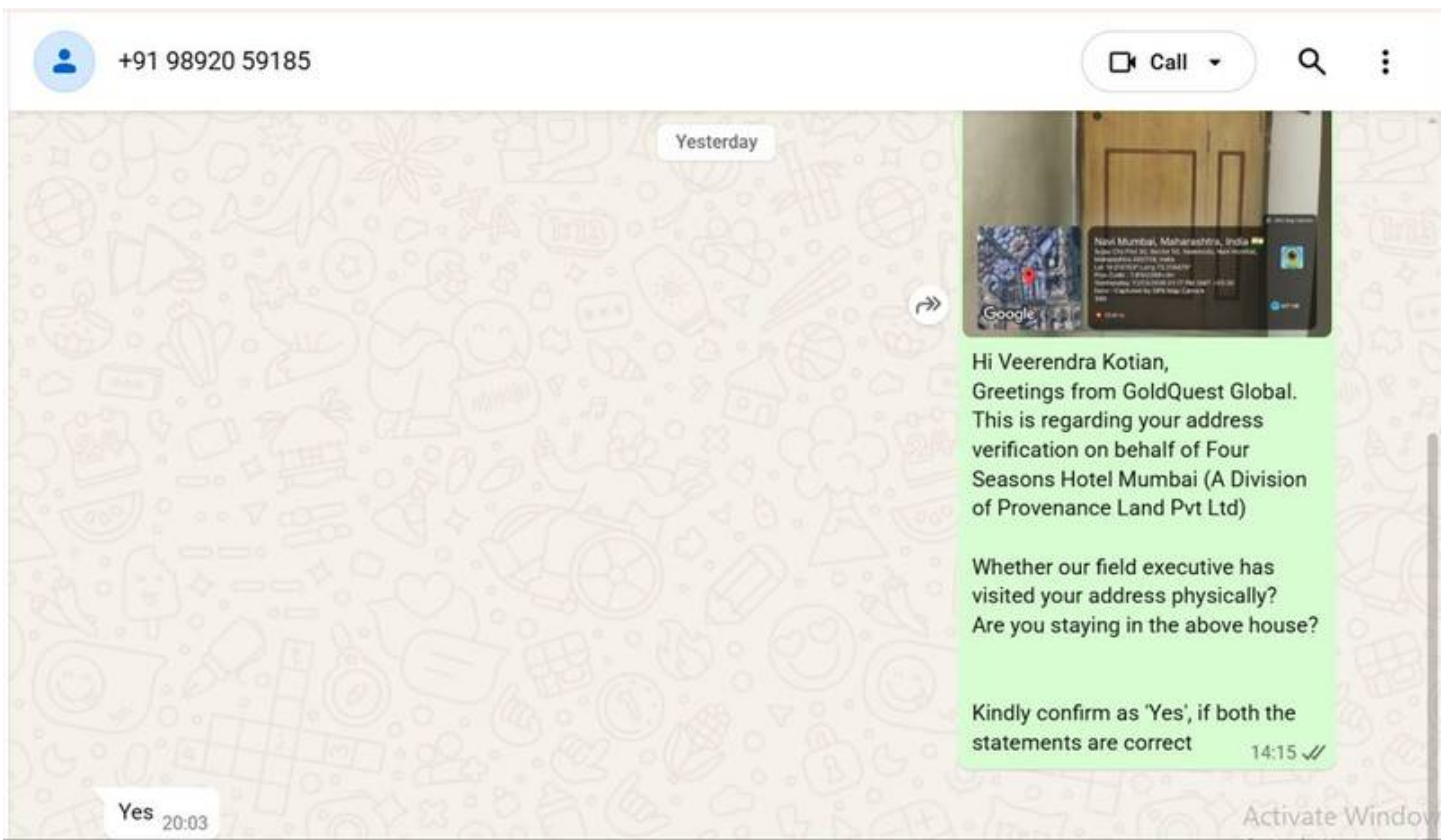 +91 98920 59185
Call
Yesterday
Navi Mumbai, Maharashtra, India
Google
Hi Veerendra Kotian,
Greetings from GoldQuest Global.
This is regarding your address
verification on behalf of Four
Seasons Hotel Mumbai (A Division
of Provenance Land Pvt Ltd)
Whether our field executive has
visited your address physically?
Are you staying in the above house?
Kindly confirm as 'Yes', if both the
statements are correct
14:15
Yes
20:03
Activate Window